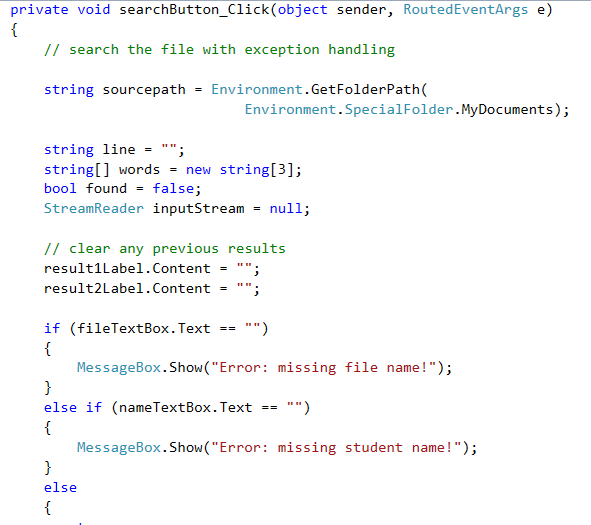 private void searchButton_Click(object sender, RoutedEventArgs e)
{
// search the file with exception handling
string sourcepath = Environment.GetFolderPath(
Environment.SpecialFolder.MyDocuments);
string line = "";
string[] words = new string[3];
bool found = false;
StreamReader inputStream = null;
// clear any previous results
result1Label.Content = "";
result2Label.Content = "";
if (fileTextBox.Text == "")
{
MessageBox.Show("Error: missing file name!");
}
else if (nameTextBox.Text == "")
{
MessageBox.Show("Error: missing student name!");
}
else
{